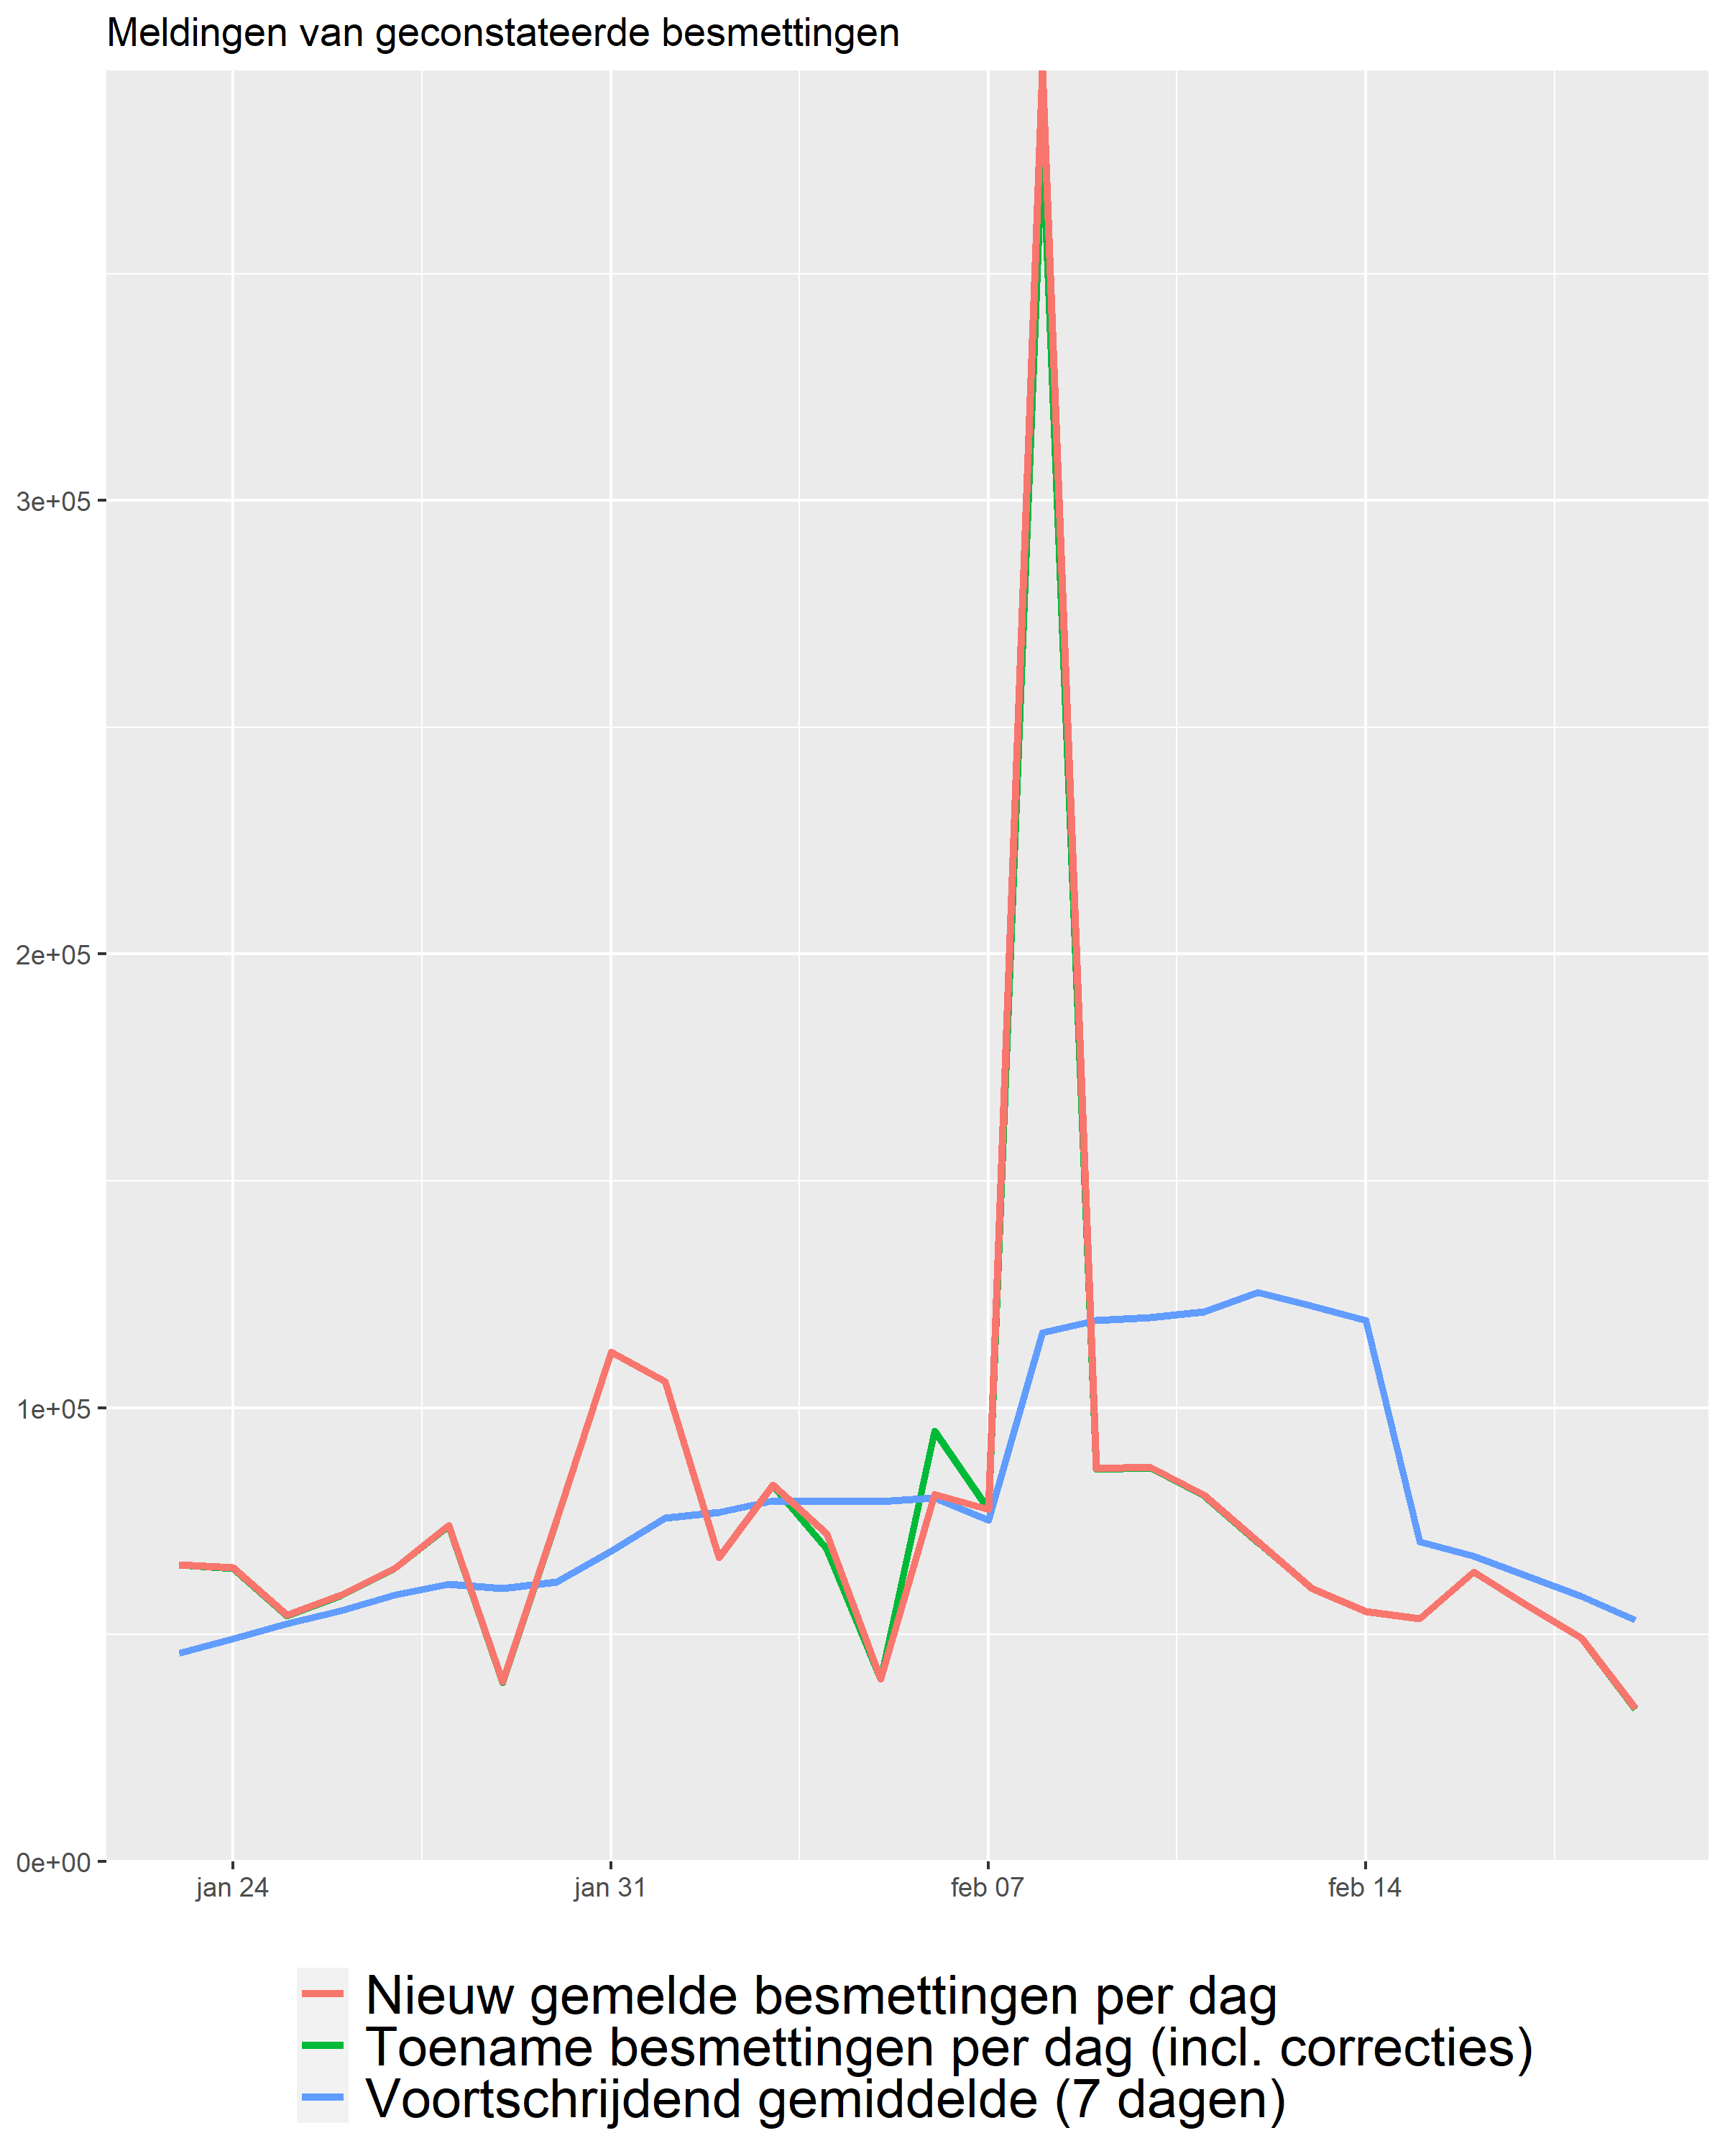 Meldingen van geconstateerde besmettingen
3e+05
2e+05
1e+05
0e+00
jan 24
jan 31
feb 07
feb 14
Nieuw gemelde besmettingen per dag
Toename besmettingen per dag (incl. correcties)
Voortschrijdend gemiddelde (7 dagen)